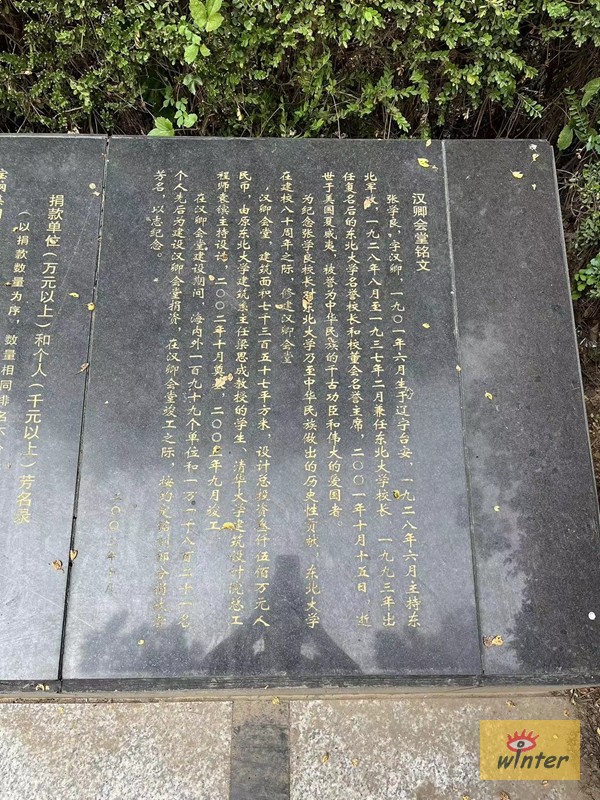 汉卿会堂铭文
张学良，字汉卿，一九〇一年六月生于辽宁台安，一九二八年六月主持东
北军政，一九二八年八月至一九三七年二月兼任东北大学校长，一九九三年出
任复名后的东北大学名誉校长和校董会名誉主席，二〇〇一年十月十五日，逝
世于美国夏威夷，被誉为中华民族的千古功臣和伟大的爱国者。
为纪念张学良校长对东北大学乃至中华民族做出的历史性贡献，东北大学
在建校八十周年之际，修建汉卿会堂
汉卿会堂，建筑面积七千三百五十七平方米，设计总投资叁仟伍佰万元人
民币，由原东北大学建筑系主任梁思成教授的学生、清华大学建筑设计院总工
程师袁 主持设计，二〇〇二年十月奠基，二〇〇三年九月竣工
在汉卿会堂建设期间，海内外一百九十九个单位和一万一千八百二十一名
个人先后为建设汉卿会堂捐资，在汉卿会堂竣工之际，按
芳名，以志纪念。
二〇〇三年九月
捐款单位（万元以上）和个人（千元以上）芳名录
（以捐款数量为序，数量相同排名
winter